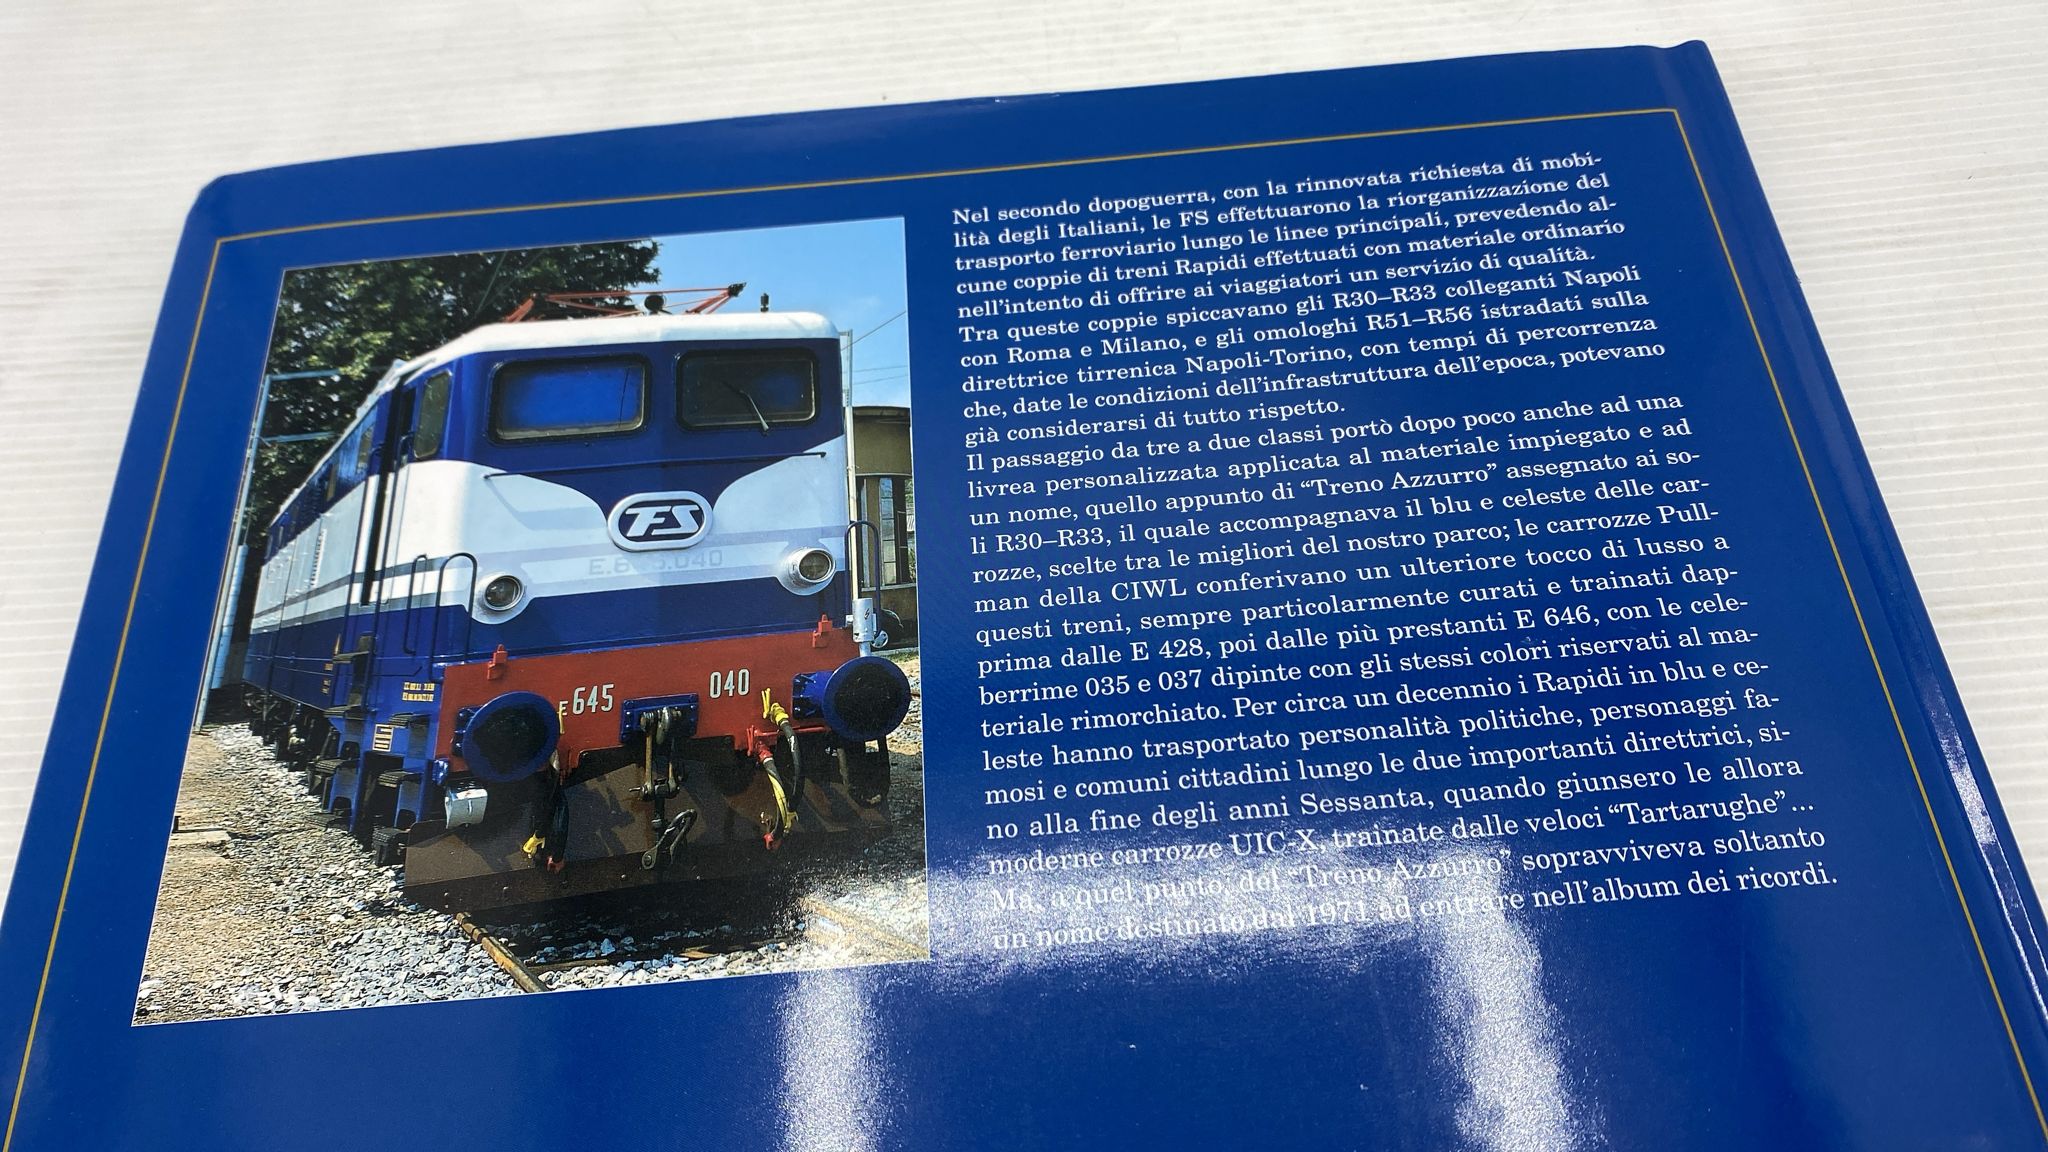 Nel secondo dopoguerra, con la rinnovata richiesta di mobi-
lità degli Italiani, le FS effettuarono la riorganizzazione del
trasporto ferroviario lungo le linee principali, prevedendo al-
cune coppie di treni Rapidi effettuati con materiale ordinario
nell'intento di offrire ai viaggiatori un servizio di qualità.
Tra queste coppie spiccavano gli R30–R33 colleganti Napoli
con Roma e Milano, e gli omologhi R51–R56 istradati sulla
direttrice tirrenica Napoli-Torino, con tempi di percorrenza
che, date le condizioni dell'infrastruttura dell'epoca, potevano
già considerarsi di tutto rispetto.
Il passaggio da tre a due classi portò dopo poco anche ad una
livrea personalizzata applicata al materiale impiegato e ad
un nome, quello appunto di “Treno Azzurro” assegnato ai so-
li R30–R33, il quale accompagnava il blu e celeste delle car-
rozze, scelte tra le migliori del nostro parco; le carrozze Pull-
man della CIWL conferivano un ulteriore tocco di lusso a
questi treni, sempre particolarmente curati e trainati dap-
prima dalle E 428, poi dalle più prestanti E 646, con le cele-
berrime 035 e 037 dipinte con gli stessi colori riservati al ma-
teriale rimorchiato. Per circa un decennio i Rapidi in blu e ce-
leste hanno trasportato personalità politiche, personaggi fa-
mosi e comuni cittadini lungo le due importanti direttrici, si-
no alla fine degli anni Sessanta, quando giunsero le allora
moderne carrozze UIC-X, trainate dalle veloci “Tartarughe”...
Ma, a quel punto, del “Treno Azzurro” sopravviveva soltanto
un nome destinato dal 1971 ad entrare nell'album dei ricordi.
FS
E.645.040
E645 040